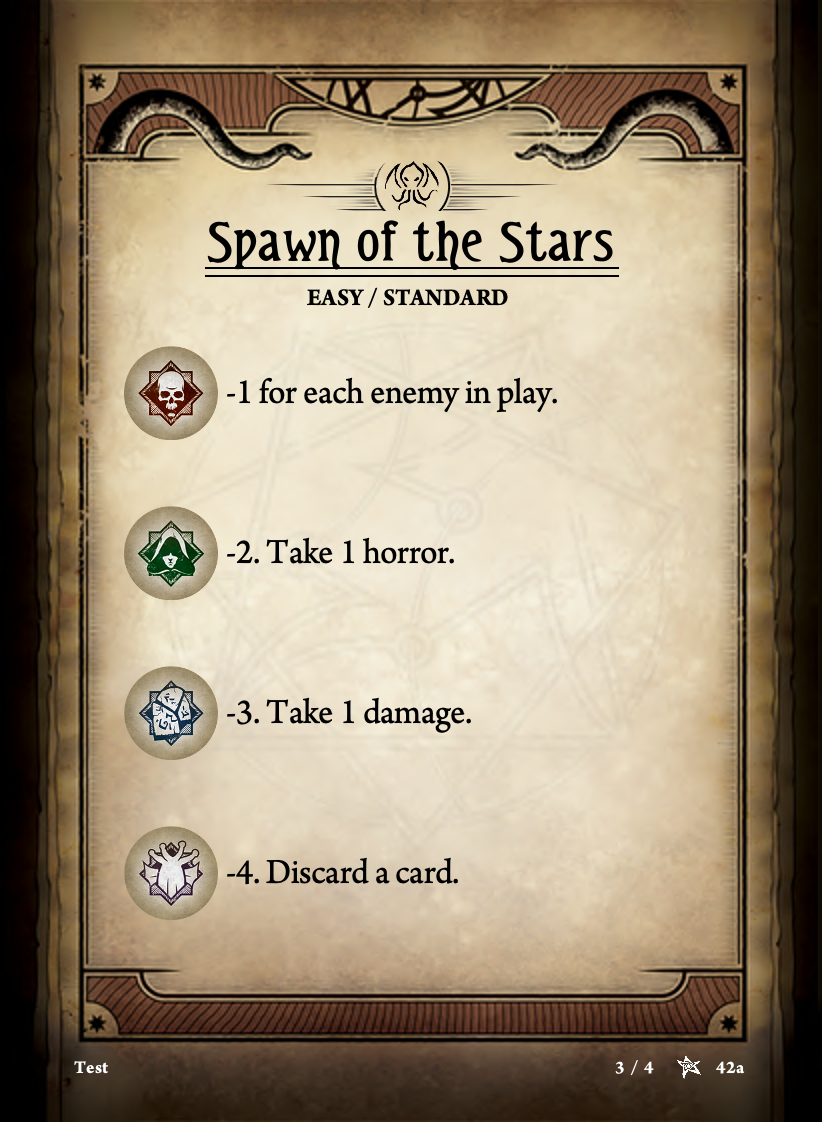 Spawn of the Stars
EASY / STANDARD
-1 for each enemy in play.
-2. Take 1 horror.
-3. Take 1 damage.
-4. Discard a card.
Test
3 / 4 42a